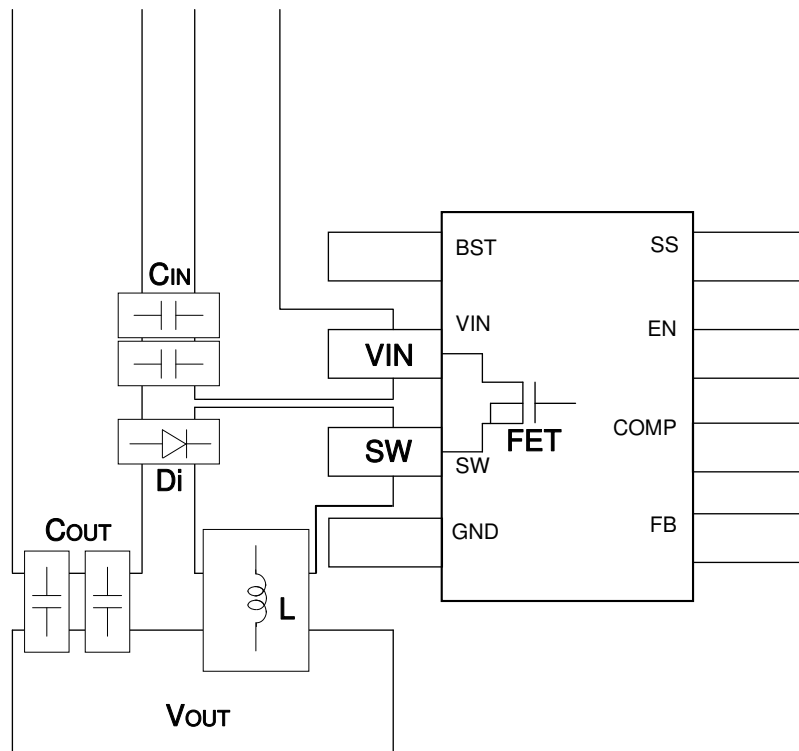 BST
SS
CIN
VIN
EN
VIN
FET
COMP
SW
SW
Di
COUT
GND
FB
L
VOUT